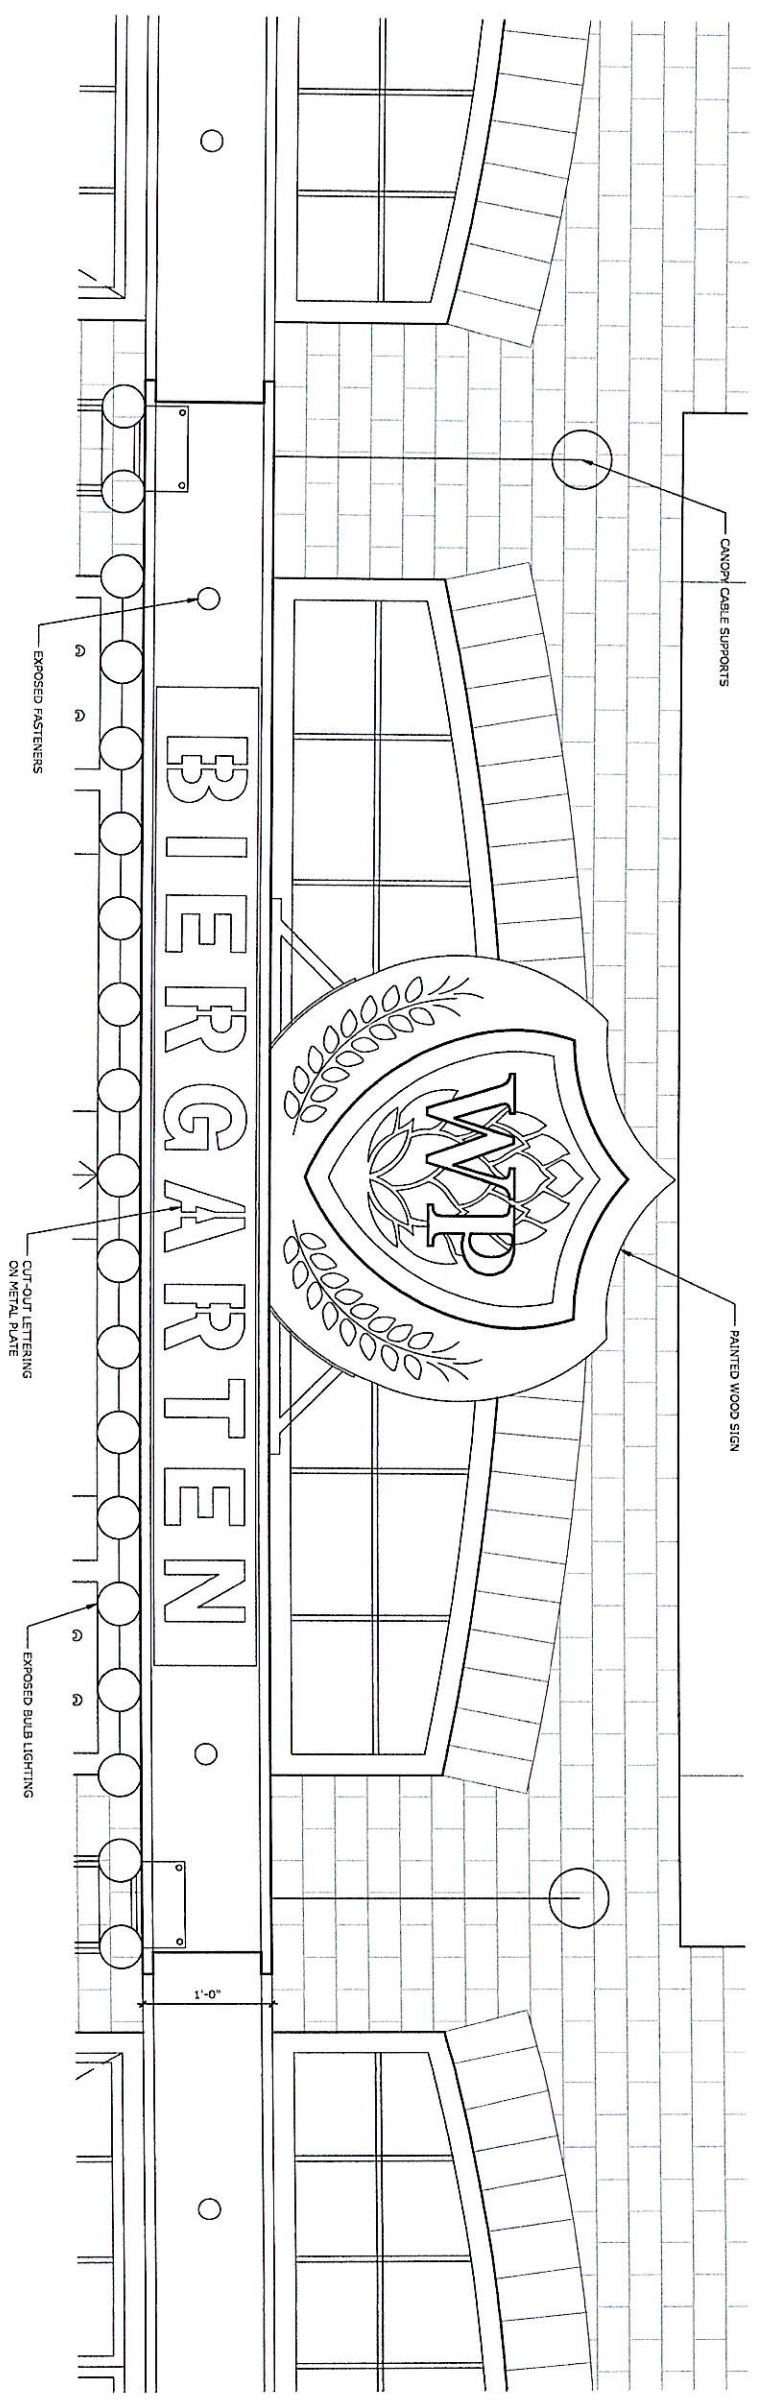 CANOPY CABLE SUPPORTS
PAINTED WOOD SIGN
WP
BIERGARTEN
1'-0"
EXPOSED FASTENERS
CUT-OUT LETTERING
ON METAL PLATE
EXPOSED BULB LIGHTING